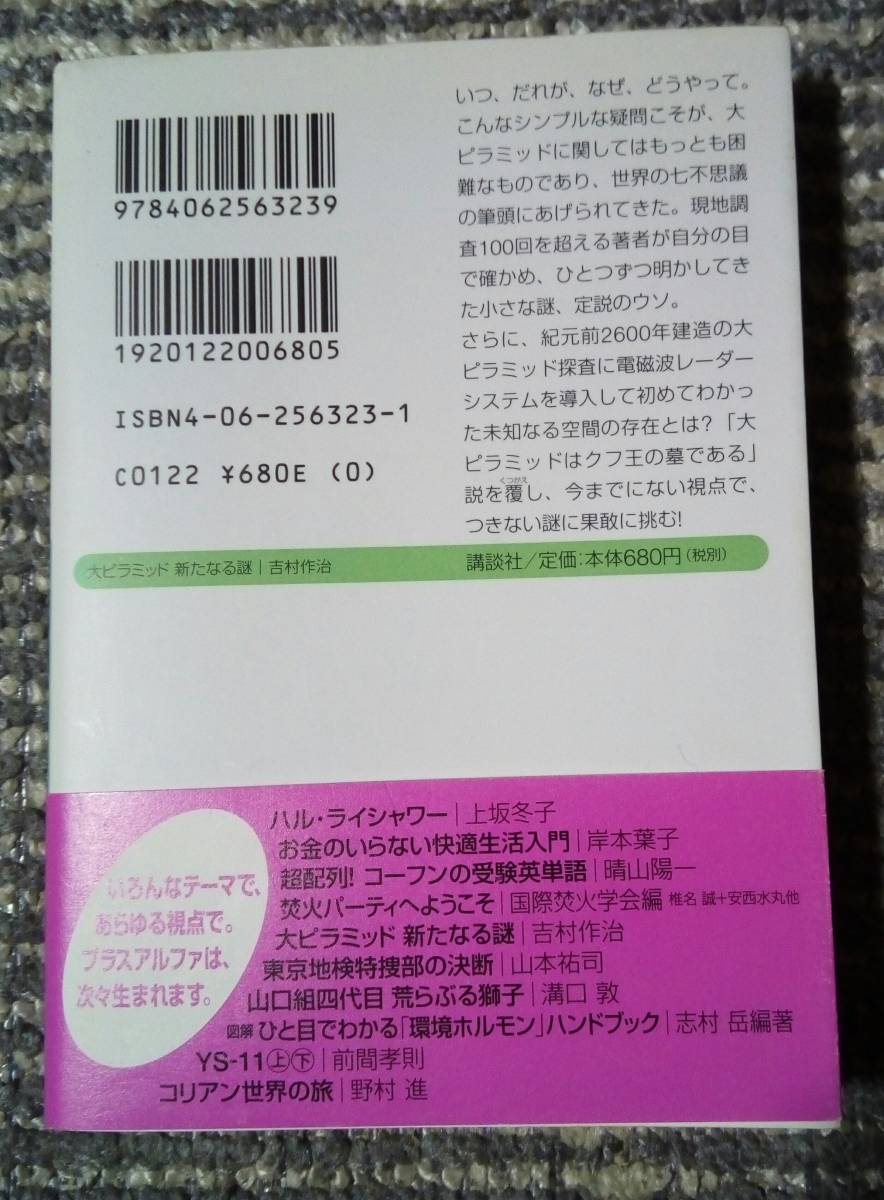 9784062563239
1920122006805
ISBN4-06-256323-1
C0122 ¥680E (0)
いつ、だれが、なぜ、どうやって。
こんなシンプルな疑問こそが、大
ピラミッドに関してはもっとも困
難なものであり、世界の七不思議
の筆頭にあげられてきた。現地調
査100回を超える著者が自分の目
で確かめ、ひとつずつ明かしてき
た小さな謎、定説のウソ。
さらに、紀元前2600年建造の大
ピラミッド探査に電磁波レーダー
システムを導入して初めてわかっ
た未知なる空間の存在とは?「大
ピラミッドはクフ王の墓である」
くつがえ
説を覆し、今までにない視点で、
つきない謎に果敢に挑む!
大ピラミッド 新たなる謎|吉村作治
講談社/定価:本体680円(税別)
いろんなテーマで、
あらゆる視点で。
プラスアルファは、
次々生まれます。
ハル・ライシャワー|上坂冬子
お金のいらない快適生活入門|岸本葉子
超配列! コーフンの受験英単語|晴山陽一
焚火パーティへようこそ|国際焚火学会編 椎名 誠+安西水丸他
大ピラミッド 新たなる謎|吉村作治
東京地検特捜部の決断|山本祐司
山口組四代目 荒らぶる獅子|溝口 敦
図解 ひと目でわかる「環境ホルモン」ハンドブック|志村 岳編著
YS-11㊤㊦|前間孝則
コリアン世界の旅|野村 進